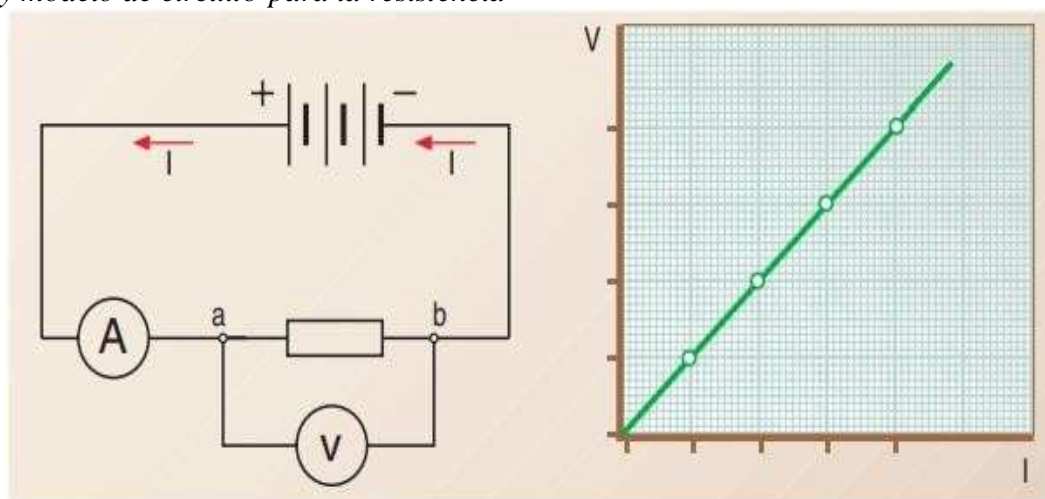 y modelo de circuito para la resistencia
+ −
I I
A
a b
V
V
I